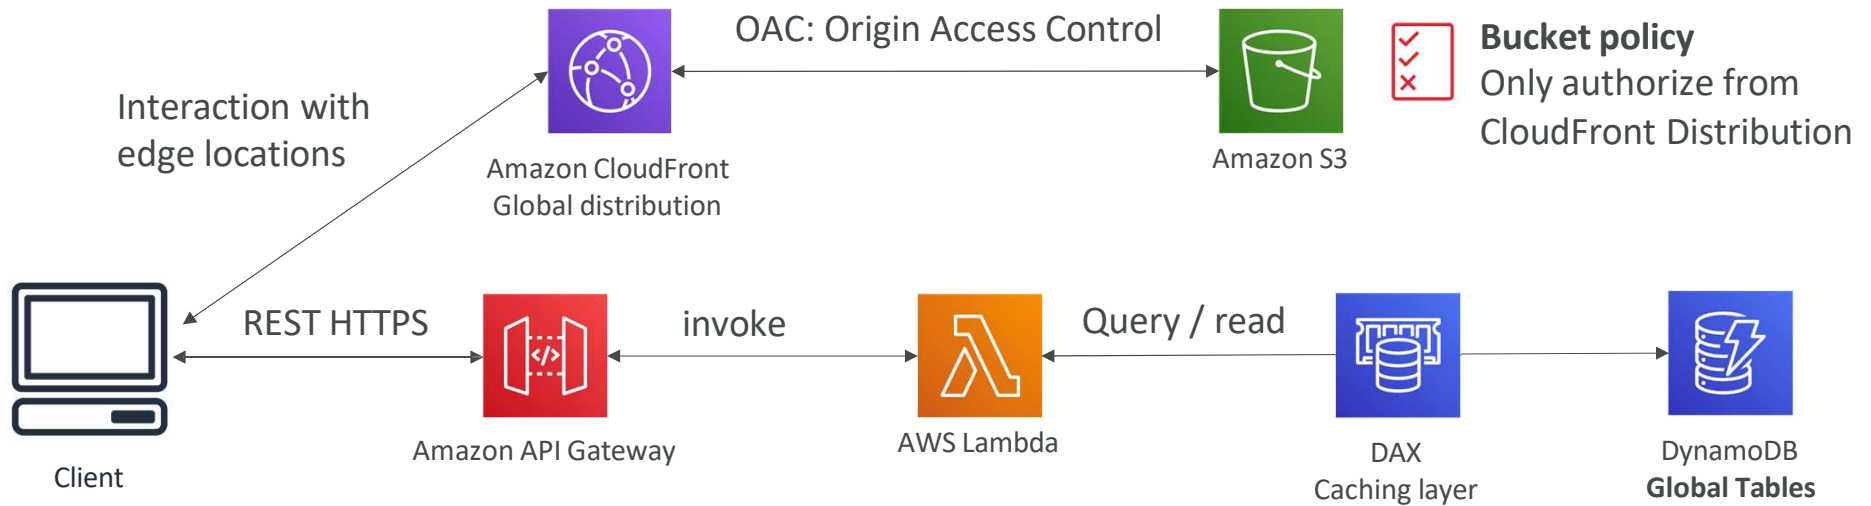 OAC: Origin Access Control
Bucket policy
Only authorize from
CloudFront Distribution
Interaction with
edge locations
Amazon CloudFront
Global distribution
Amazon S3
REST HTTPS
invoke
Query / read
</>
Client
Amazon API Gateway
AWS Lambda
DAX
Caching layer
DynamoDB
Global Tables